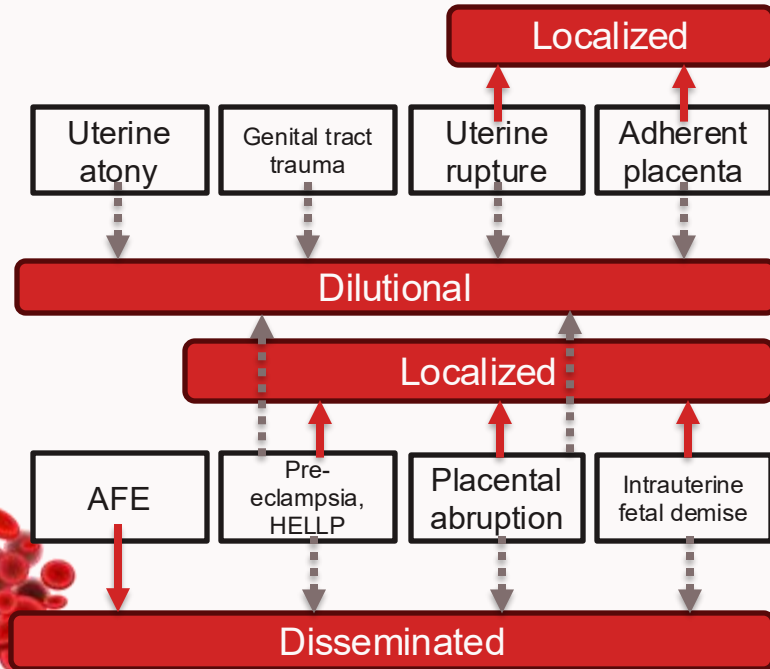 Localized
Uterine
atony
Genital tract
trauma
Uterine
rupture
Adherent
placenta
Dilutional
Localized
AFE
Pre-
eclampsia,
HELLP
Placental
abruption
Intrauterine
fetal demise
Disseminated